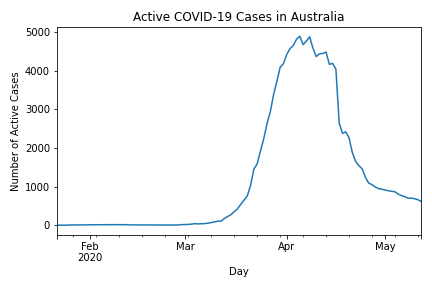 Active COVID-19 Cases in Australia
Number of Active Cases
5000
4000
3000
2000
1000
0
Feb
2020
Mar
Apr
May
Day